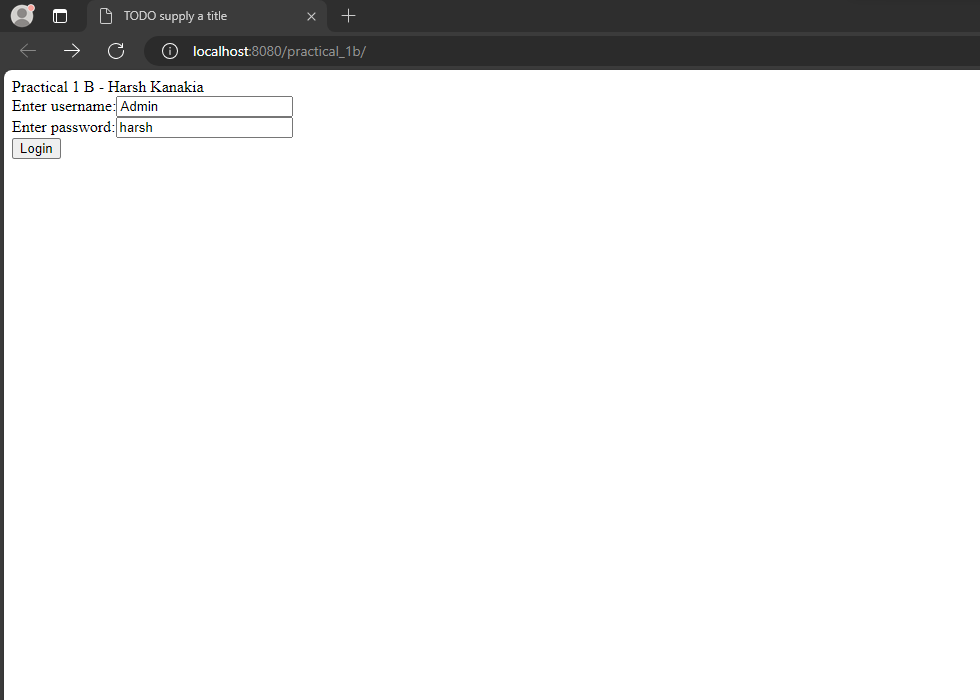 TODO supply a title
localhost:8080/practical_1b/
Practical 1 B - Harsh Kanakia
Enter username: Admin
Enter password: harsh
Login